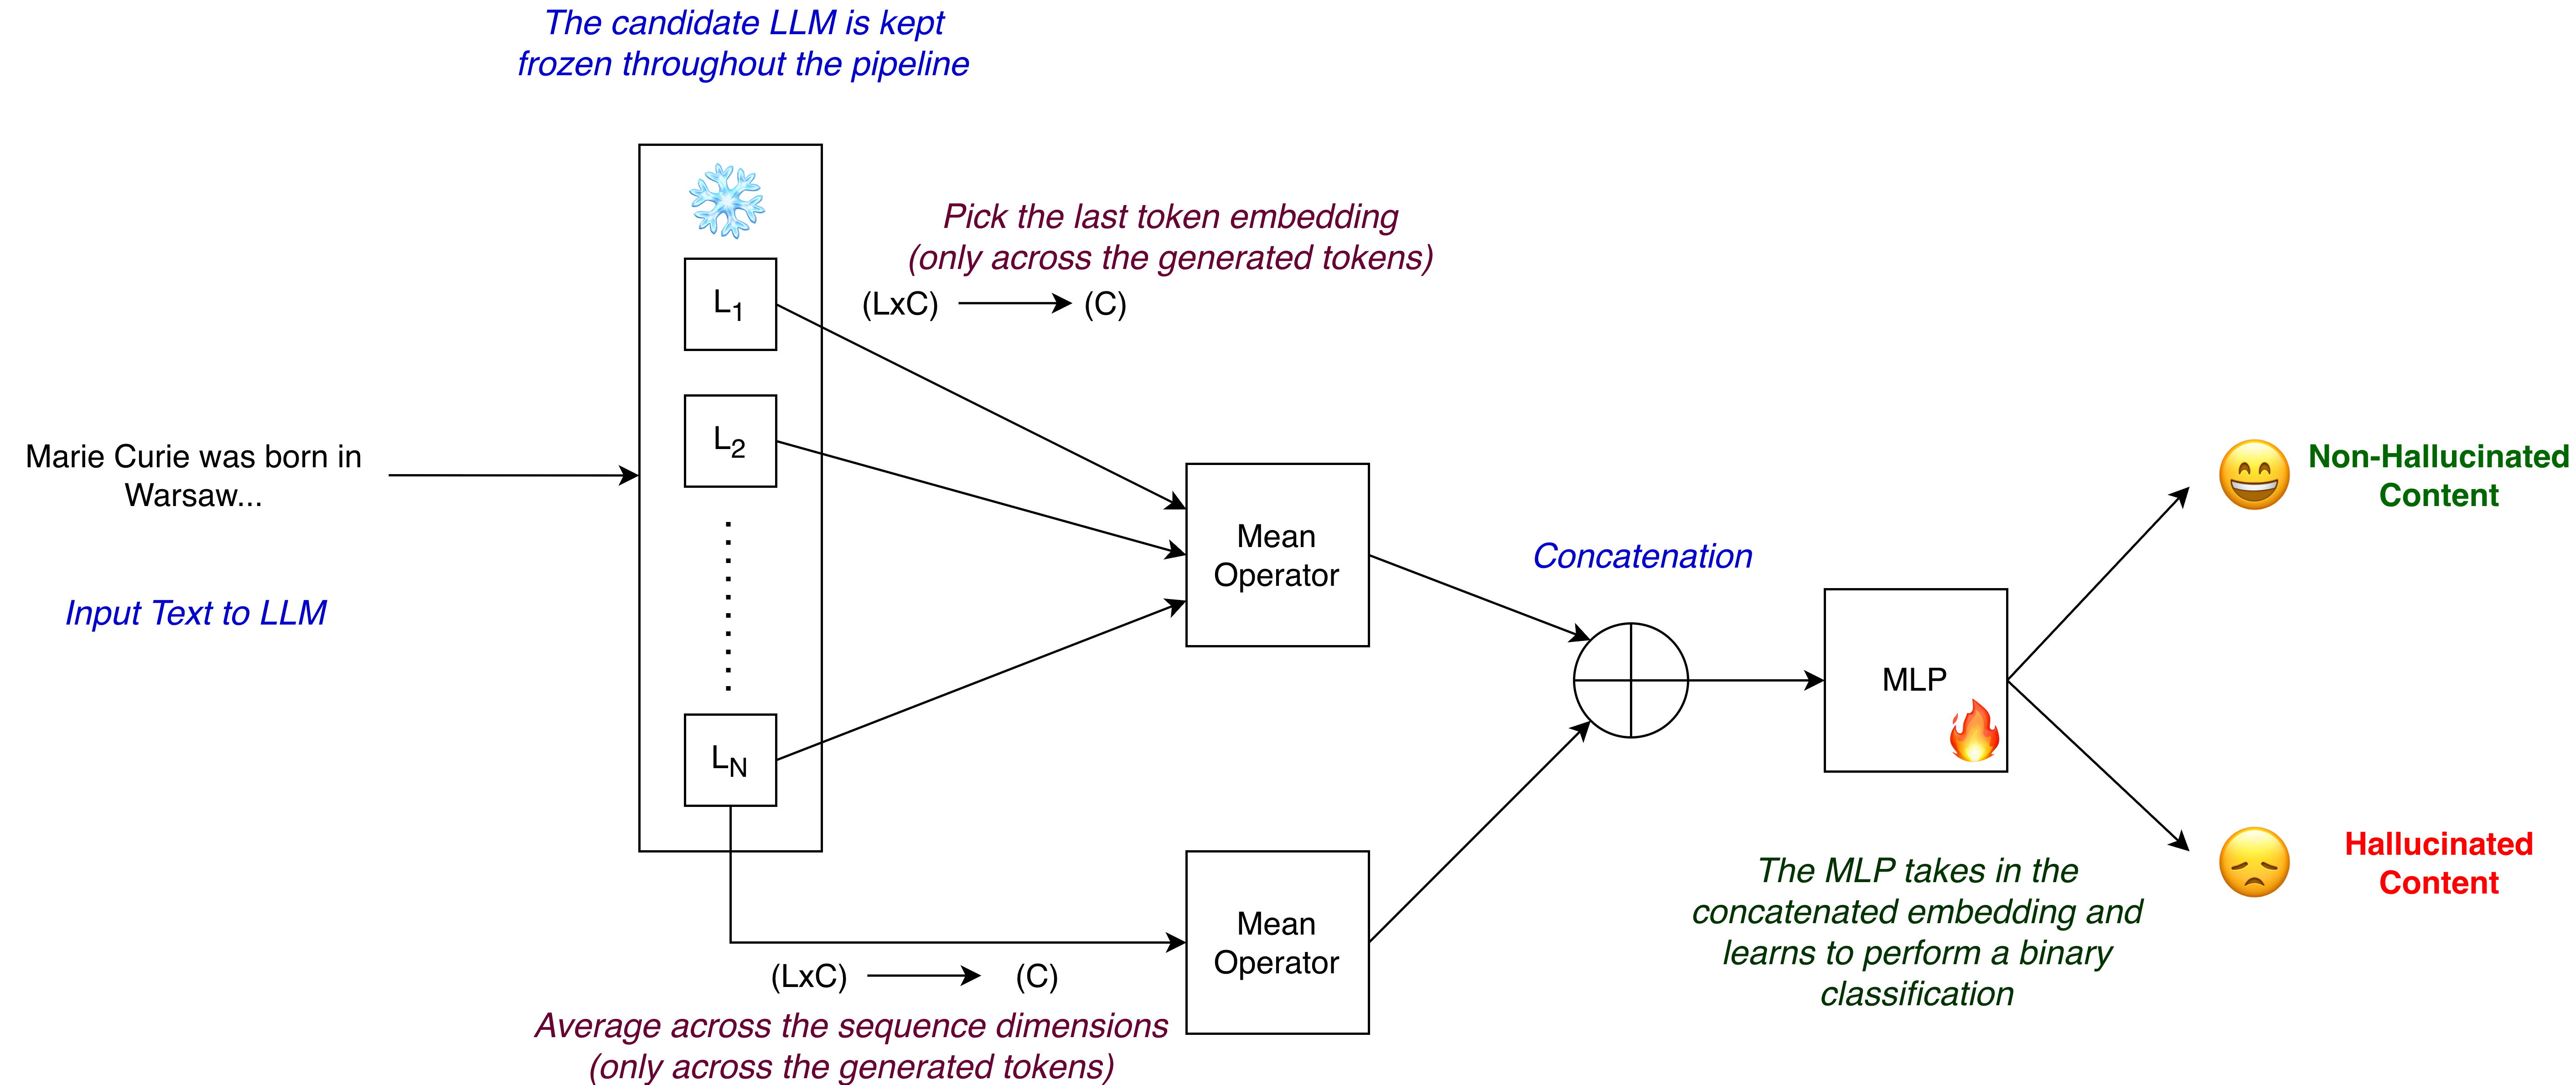 The candidate LLM is kept
frozen throughout the pipeline
Pick the last token embedding
(only across the generated tokens)
(LxC) (C)
L1
L2
LN
Marie Curie was born in
Warsaw...
Input Text to LLM
Mean
Operator
Concatenation
MLP
Non-Hallucinated
Content
Hallucinated
Content
The MLP takes in the
concatenated embedding and
learns to perform a binary
classification
Mean
Operator
(LxC) (C)
Average across the sequence dimensions
(only across the generated tokens)